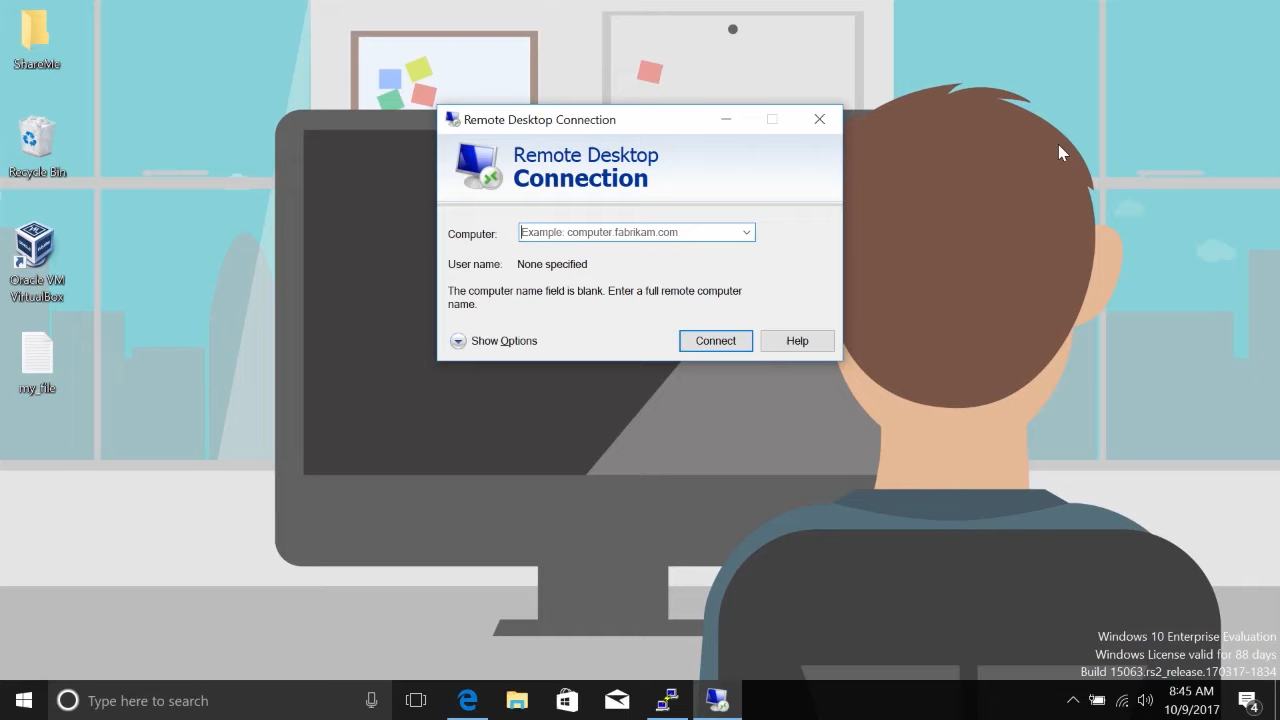 ShareMe
Recycle Bin
Oracle VM
VirtualBox
my_file
Remote Desktop Connection
Remote Desktop
Connection
Computer:
Example: computer.fabrikam.com
User name:
None specified
The computer name field is blank. Enter a full remote computer
name.
Show Options
Connect
Help
Windows 10 Enterprise Evaluation
Windows License valid for 88 days
Build 15063.rs2_release.170317-1834
Type here to search
8:45 AM
10/9/2017
4